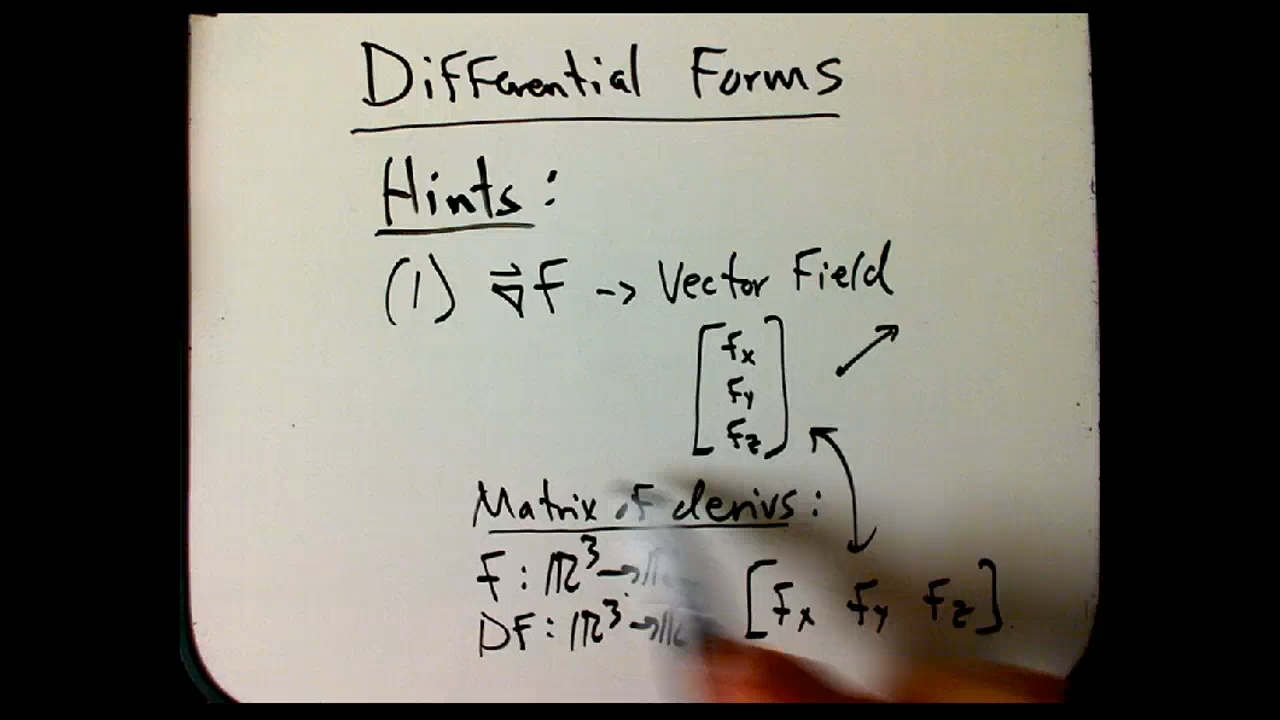 Differential Forms
Hints:
(1) ∇⃗f -> Vector Field
[fx
fy
fz]
Matrix of derivs:
f: ℝ³→
[fx fy fz]
Df: ℝ³→